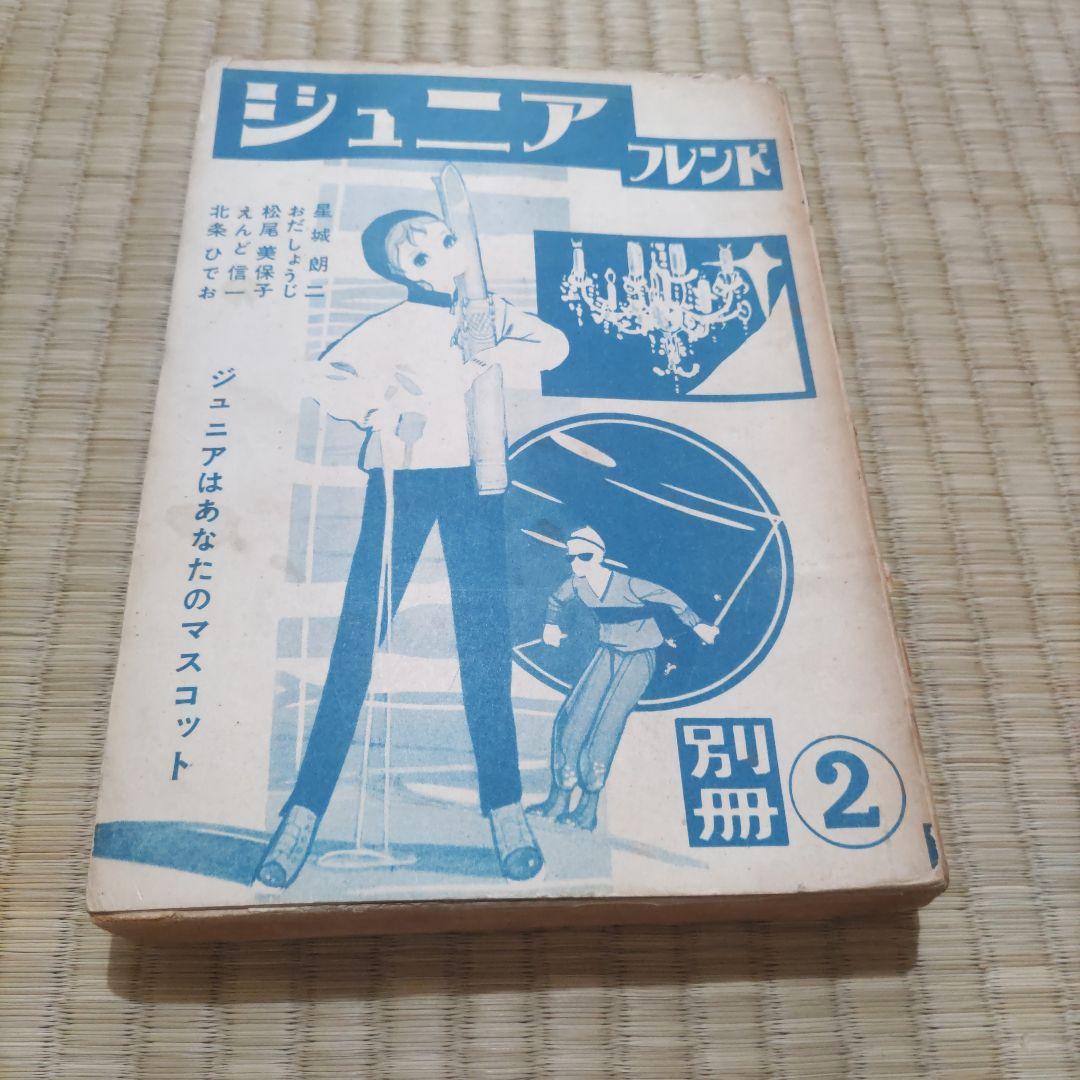 ジュニア
フレンド
星城朗二
おだしょうじ
松尾美保子
えんど信一
北条ひでお
ジュニアはあなたのマスコット
別冊
2